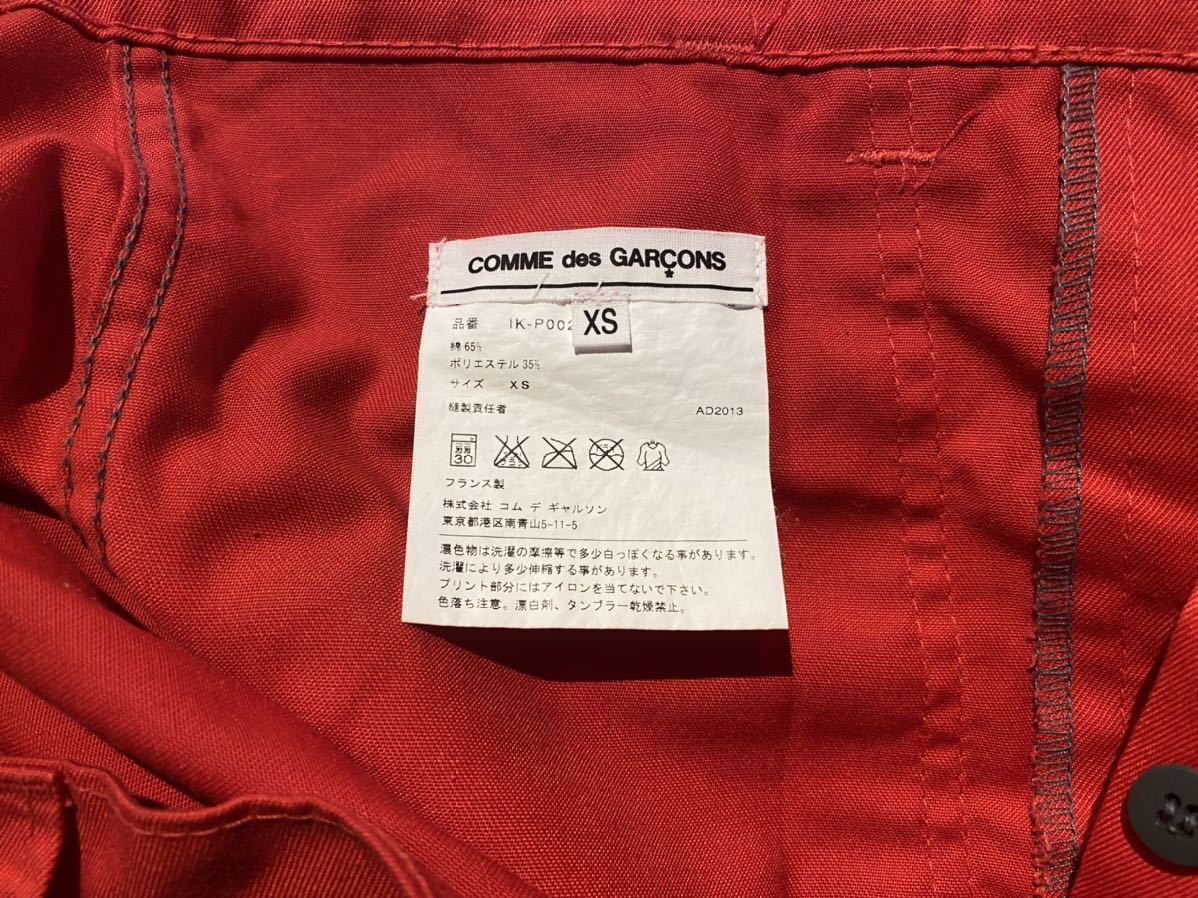 COMME des GARÇONS
XS
品番 IK-P002
綿 65%
ポリエステル 35%
サイズ XS
縫製責任者 AD2013
30
フランス製
株式会社 コム デ ギャルソン
東京都港区南青山5-11-5
濃色物は洗濯の摩擦等で多少白っぽくなる事があります。
洗濯により多少伸縮する事があります。
プリント部分にはアイロンを当てないで下さい。
色落ち注意。漂白剤、タンブラー乾燥禁止。